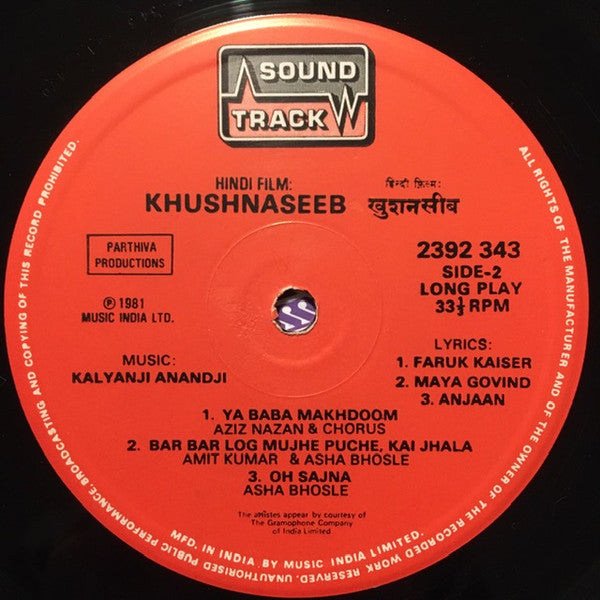 SOUND
TRACK
HINDI FILM:
KHUSHNASEEB
हिन्दी फ़िल्म:
खुशनसीब
PARTHIVA
PRODUCTIONS
Ⓟ 1981
MUSIC INDIA LTD.
2392 343
SIDE-2
LONG PLAY
33⅓ RPM
MUSIC:
KALYANJI ANANDJI
LYRICS:
1. FARUK KAISER
2. MAYA GOVIND
3. ANJAAN
1. YA BABA MAKHDOOM
AZIZ NAZAN & CHORUS
2. BAR BAR LOG MUJHE PUCHE, KAI JHALA
AMIT KUMAR & ASHA BHOSLE
3. OH SAJNA
ASHA BHOSLE
The artistes appear by courtesy of
The Gramophone Company
of India Limited
MFD. IN INDIA BY MUSIC INDIA LIMITED.
ALL RIGHTS OF THE MANUFACTURER AND OF THE OWNER OF THE RECORDED WORK RESERVED. UNAUTHORISED PUBLIC PERFORMANCE, BROADCASTING AND COPYING OF THIS RECORD PROHIBITED.